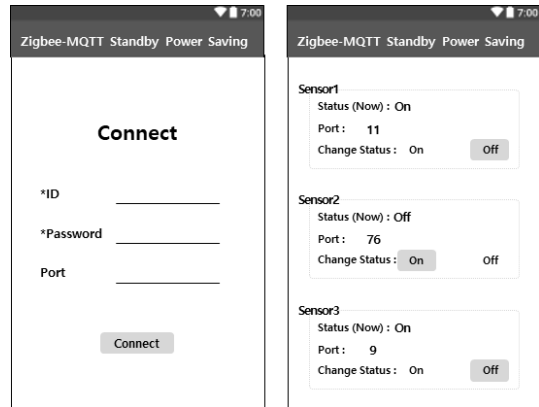 7:00
Zigbee-MQTT Standby Power Saving
Connect
*ID
*Password
Port
Connect
7:00
Zigbee-MQTT Standby Power Saving
Sensor1
Status (Now) : On
Port : 11
Change Status : On Off
Sensor2
Status (Now) : Off
Port : 76
Change Status : On Off
Sensor3
Status (Now) : On
Port : 9
Change Status : On Off